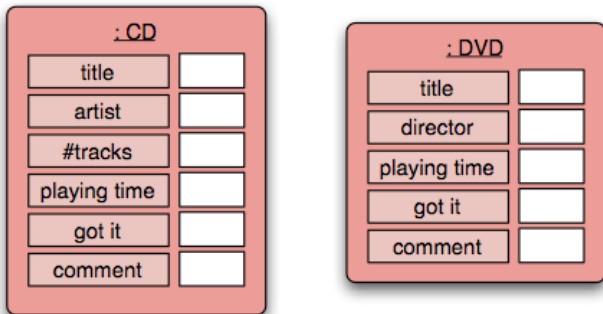 : CD
title
artist
#tracks
playing time
got it
comment
: DVD
title
director
playing time
got it
comment